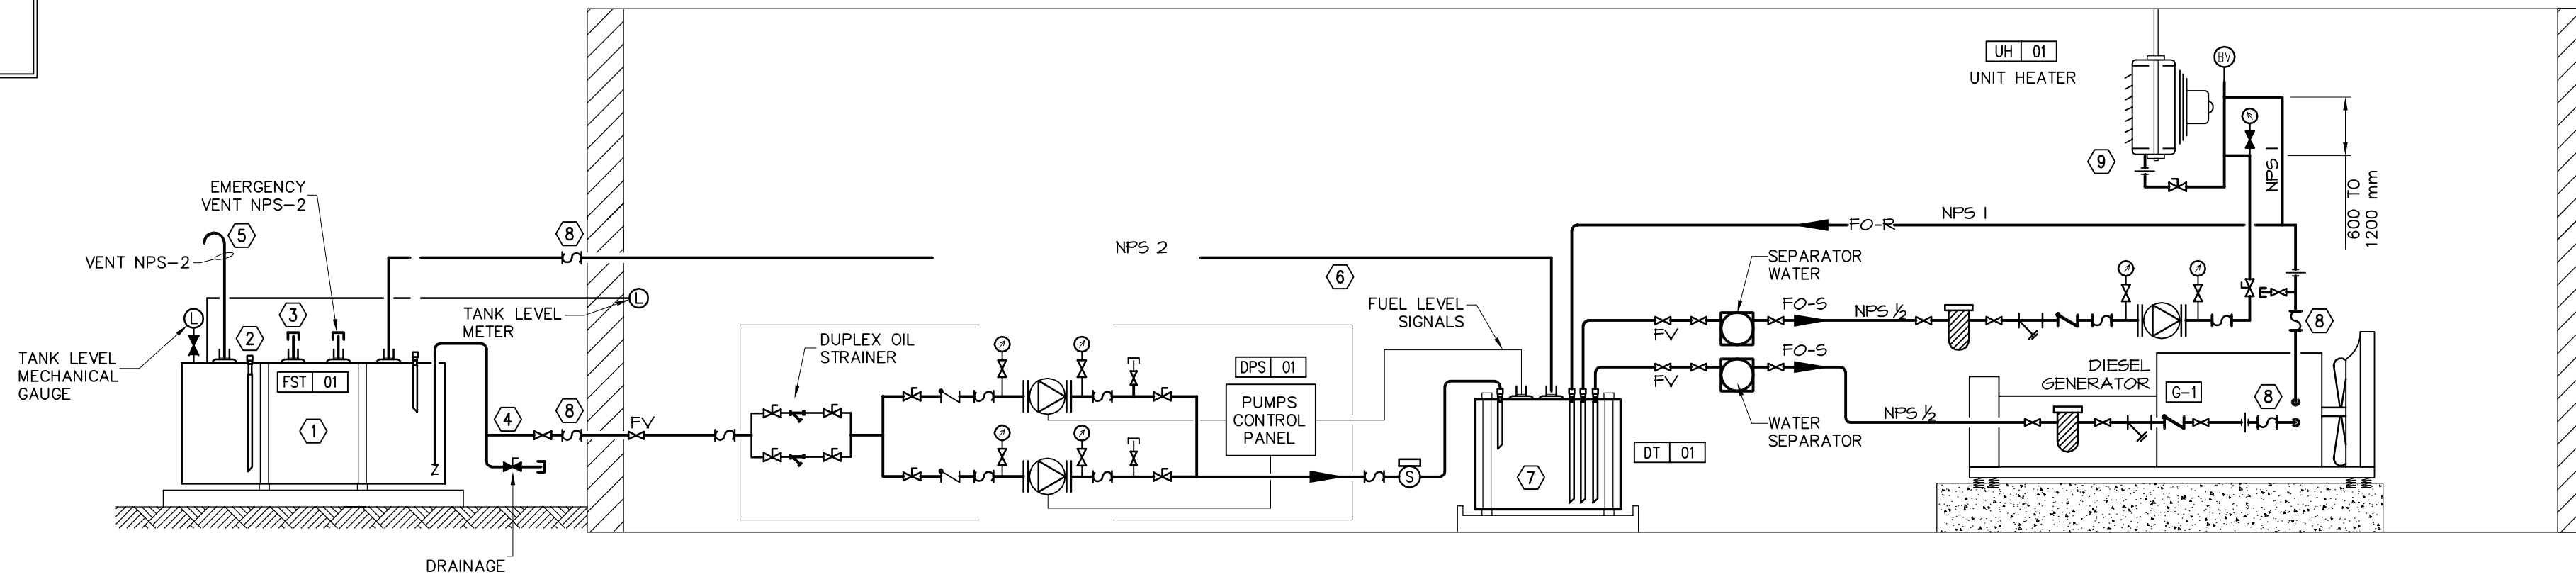 UH 01
UNIT HEATER
BV
9
NPS 1
600 TO
1200 mm
EMERGENCY
VENT NPS-2
5
VENT NPS-2
8
NPS 2
6
FO-R
NPS 1
L
TANK LEVEL
MECHANICAL
GAUGE
2
3
TANK LEVEL
METER
L
FST 01
1
Z
4
8
FV
DRAINAGE
DUPLEX OIL
STRAINER
DPS 01
PUMPS
CONTROL
PANEL
FUEL LEVEL
SIGNALS
S
7
DT 01
SEPARATOR
WATER
FV
FO-S
NPS 1/2
FV
FO-S
WATER
SEPARATOR
NPS 1/2
DIESEL
GENERATOR
G-1
8
8